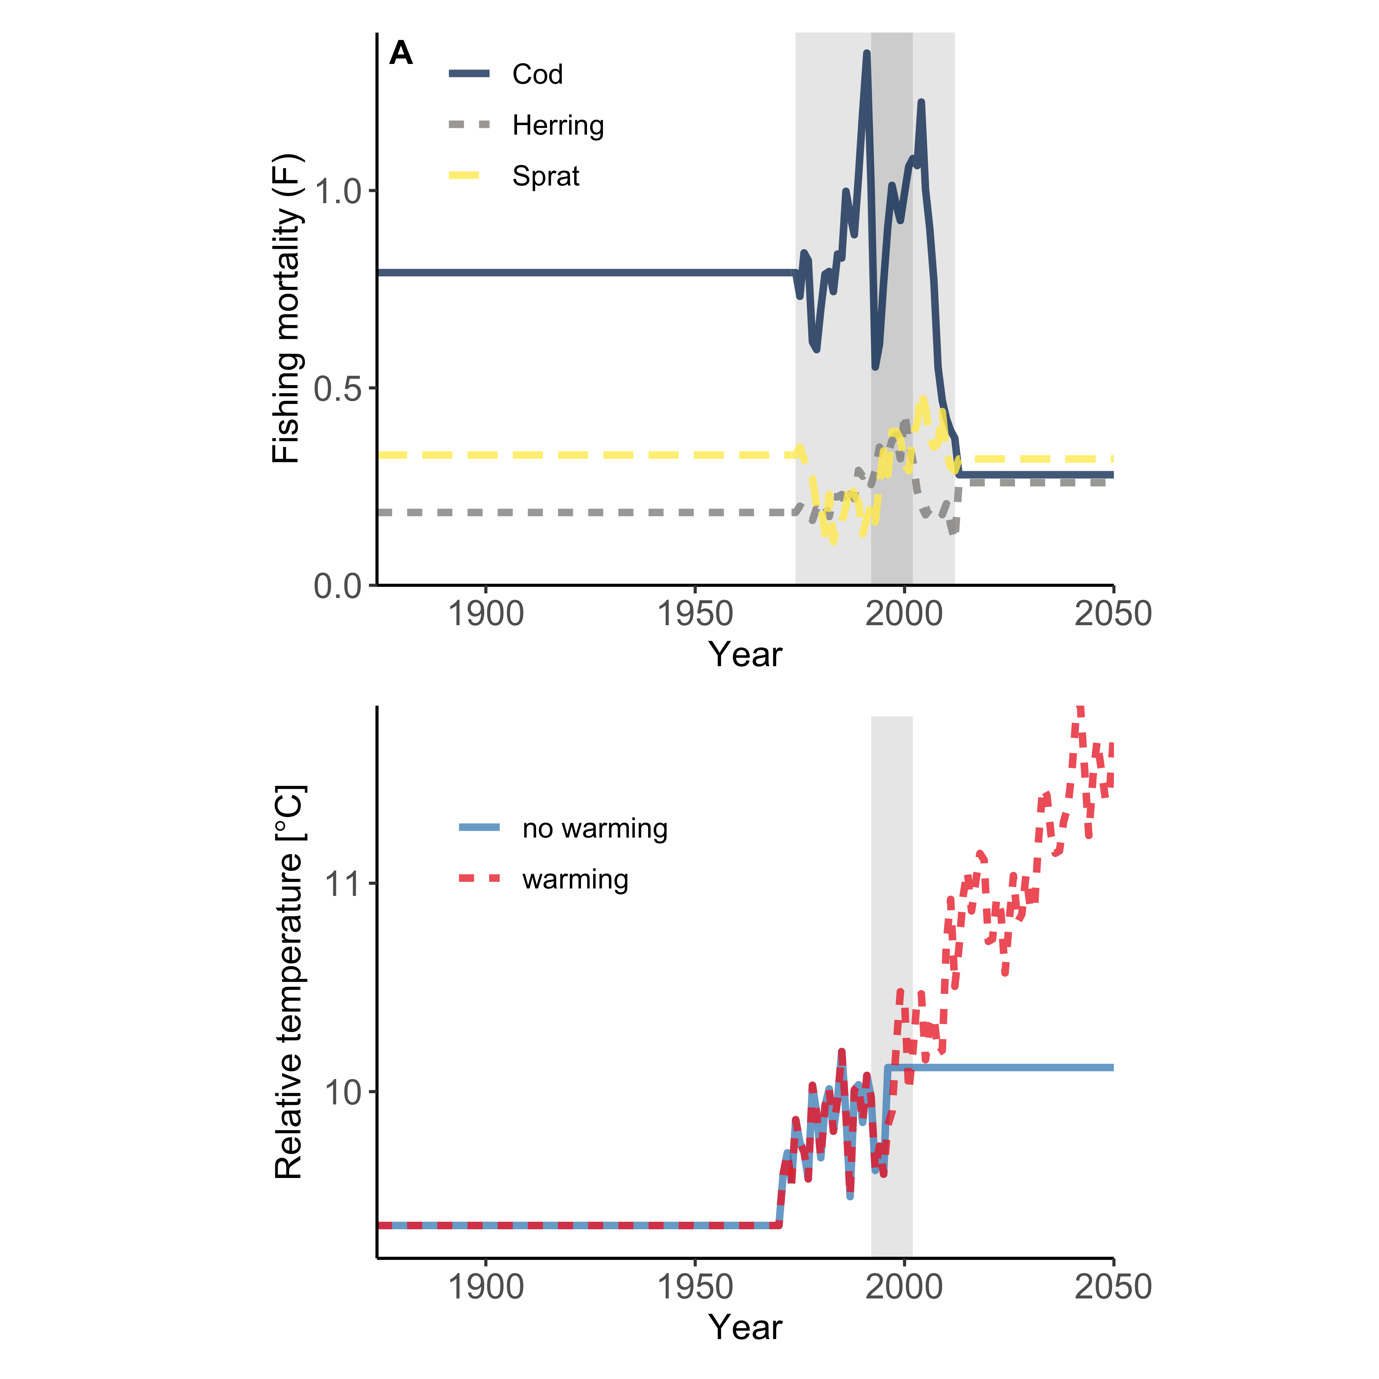 A
Cod
Herring
Sprat
Fishing mortality (F)
1.0
0.5
0.0
1900 1950 2000 2050
Year
no warming
warming
Relative temperature [°C]
11
10
1900 1950 2000 2050
Year